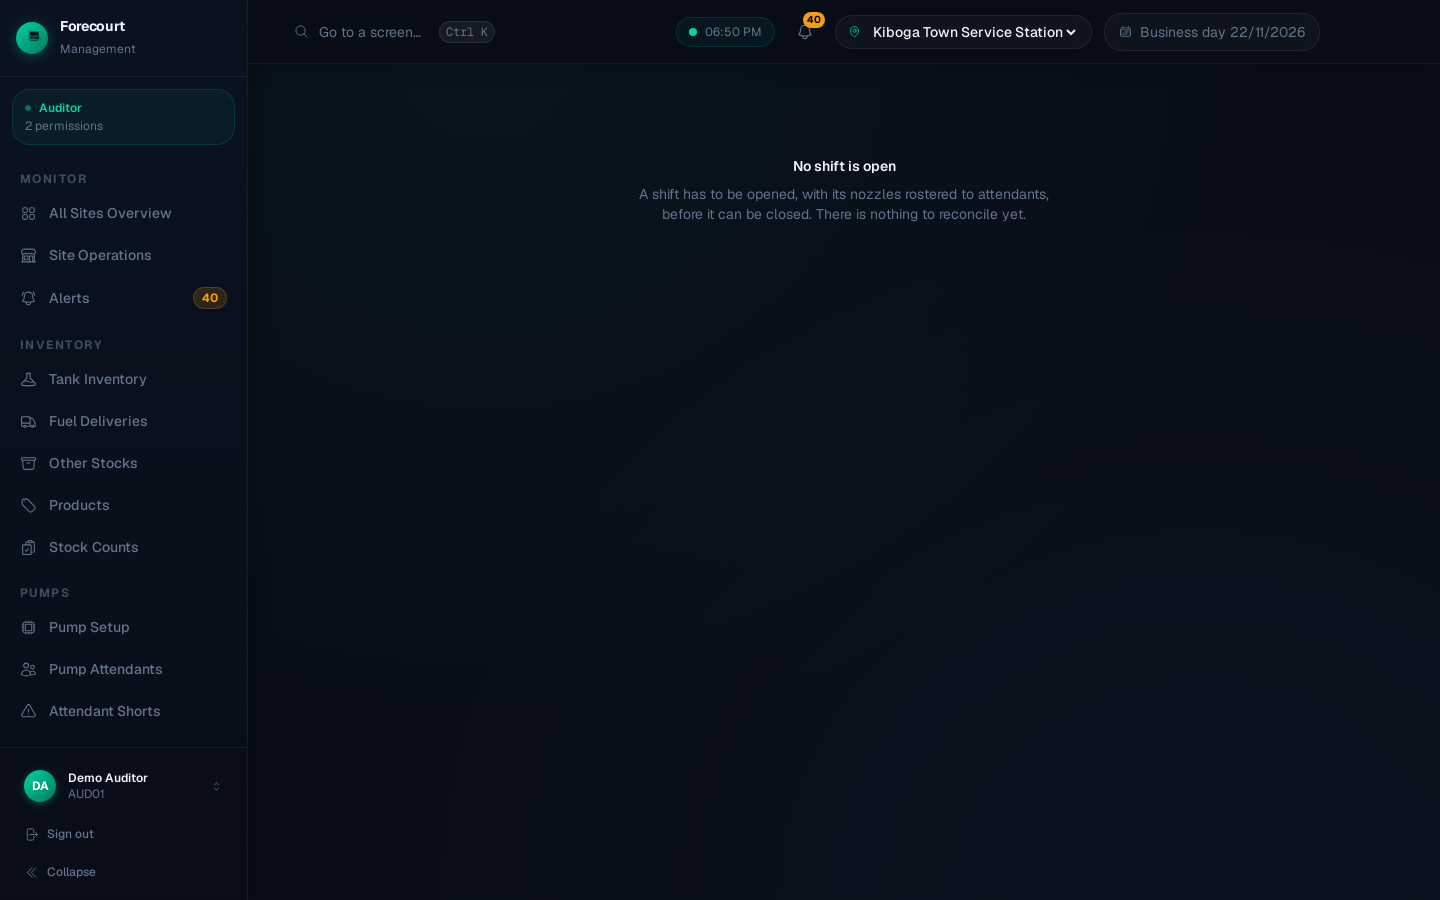 Forecourt
Management
Go to a screen...
Ctrl K
06:50 PM
40
Kiboga Town Service Station
Business day 22/11/2026
Auditor
2 permissions
MONITOR
All Sites Overview
Site Operations
Alerts
40
INVENTORY
Tank Inventory
Fuel Deliveries
Other Stocks
Products
Stock Counts
PUMPS
Pump Setup
Pump Attendants
Attendant Shorts
DA
Demo Auditor
AUD01
Sign out
Collapse
No shift is open
A shift has to be opened, with its nozzles rostered to attendants,
before it can be closed. There is nothing to reconcile yet.